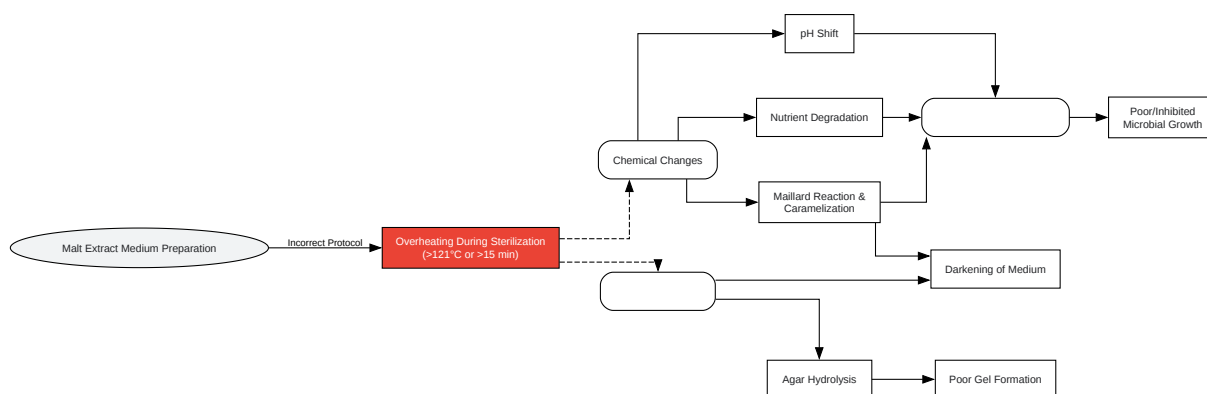 pH Shift
Nutrient Degradation
Poor/Inhibited
Microbial Growth
Chemical Changes
Maillard Reaction &
Caramelization
Malt Extract Medium Preparation
Incorrect Protocol
Overheating During Sterilization
(>121°C or >15 min)
Darkening of Medium
Agar Hydrolysis
Poor Gel Formation